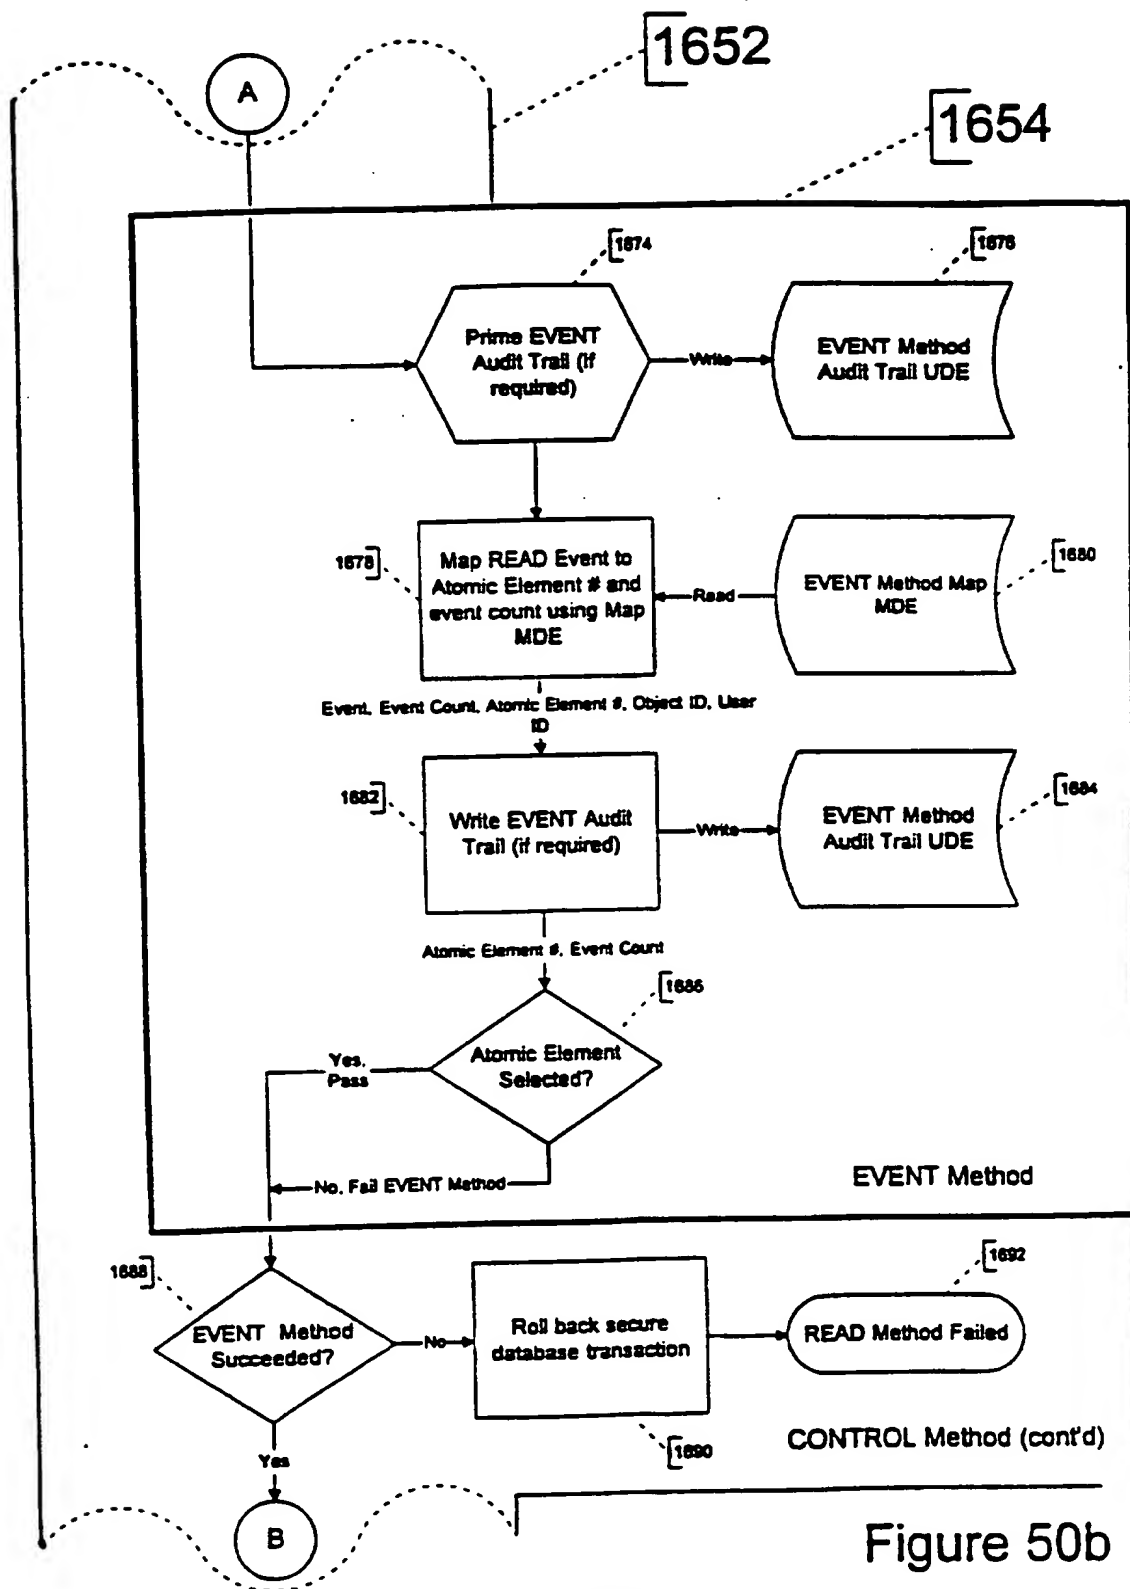 1652
A
1654
1674
1676
Prime EVENT
Audit Trail (if
required)
Write
EVENT Method
Audit Trail UDE
1678
Map READ Event to
Atomic Element # and
event count using Map
MDE
Read
EVENT Method Map
MDE
1680
Event, Event Count, Atomic Element #, Object ID, User
ID
1682
Write EVENT Audit
Trail (if required)
Write
EVENT Method
Audit Trail UDE
1684
Atomic Element #, Event Count
1686
Atomic Element
Selected?
Yes,
Pass
No, Fail EVENT Method
EVENT Method
1688
EVENT Method
Succeeded?
No
Roll back secure
database transaction
1692
READ Method Failed
1690
CONTROL Method (cont'd)
Yes
B
Figure 50b